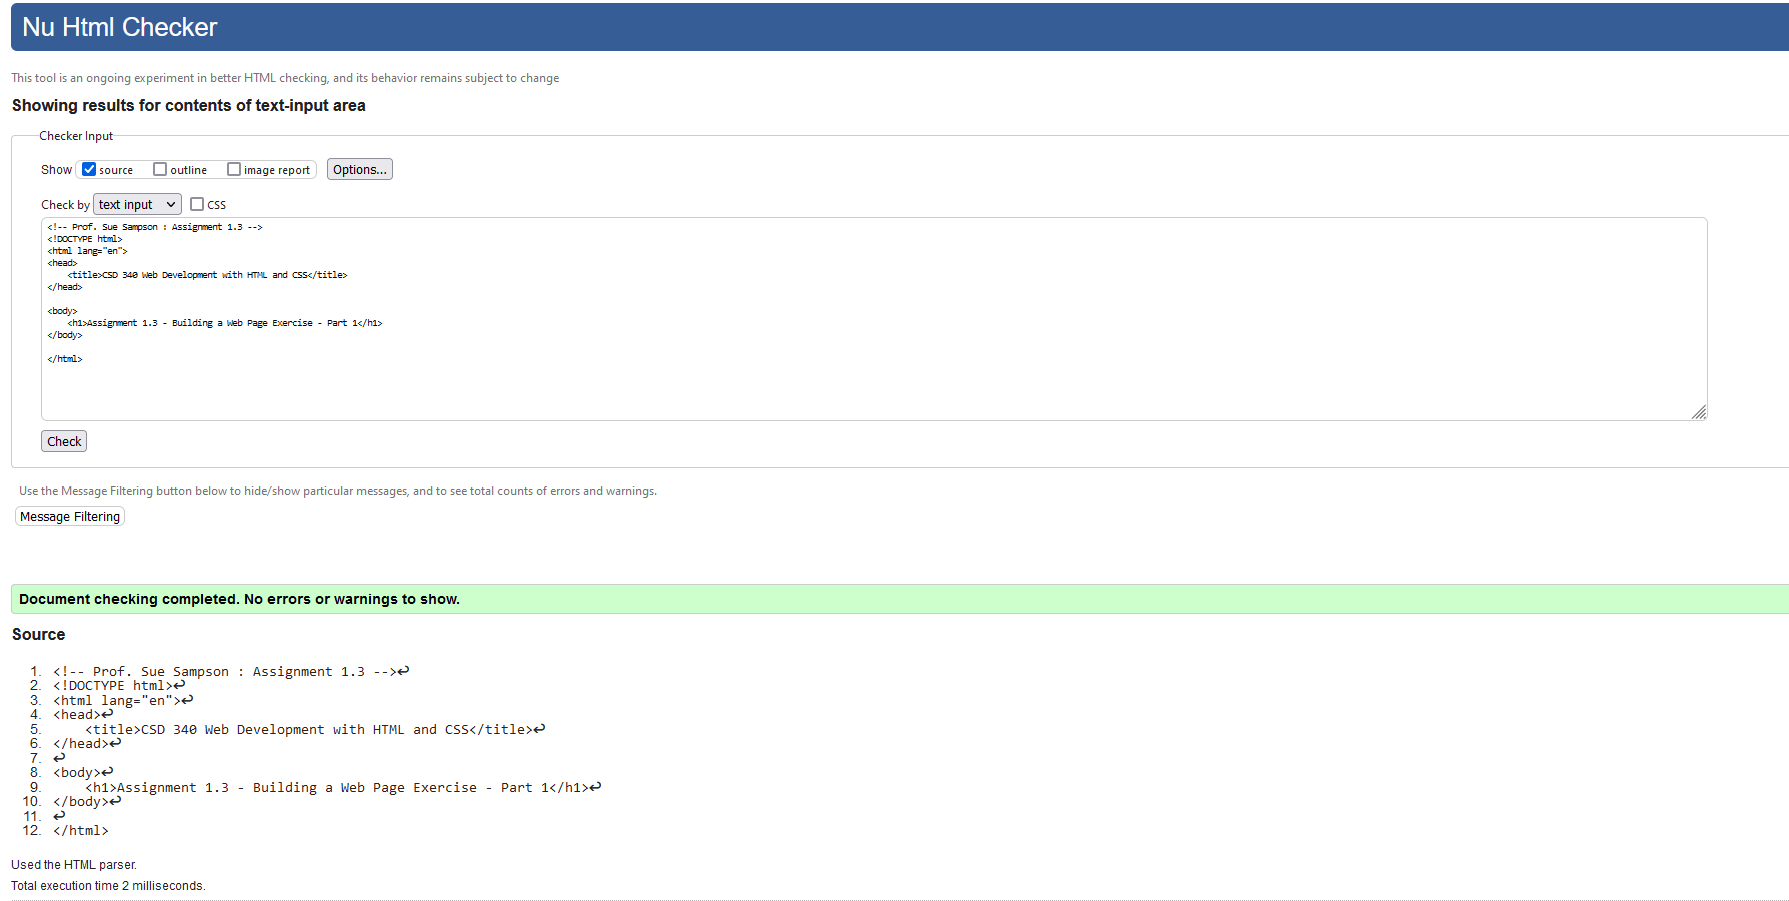 Nu Html Checker
This tool is an ongoing experiment in better HTML checking, and its behavior remains subject to change
Showing results for contents of text-input area
Checker Input
Show source outline image report Options...
Check by text input CSS
<!-- Prof. Sue Sampson : Assignment 1.3 -->
<!DOCTYPE html>
<html lang="en">
<head>
    <title>CSD 340 Web Development with HTML and CSS</title>
</head>
<body>
    <h1>Assignment 1.3 - Building a Web Page Exercise - Part 1</h1>
</body>
</html>
Check
Use the Message Filtering button below to hide/show particular messages, and to see total counts of errors and warnings.
Message Filtering
Document checking completed. No errors or warnings to show.
Source
1. <!-- Prof. Sue Sampson : Assignment 1.3 -->↩
2. <!DOCTYPE html>↩
3. <html lang="en">↩
4. <head>↩
5.     <title>CSD 340 Web Development with HTML and CSS</title>↩
6. </head>↩
7. ↩
8. <body>↩
9.     <h1>Assignment 1.3 - Building a Web Page Exercise - Part 1</h1>↩
10. </body>↩
11. ↩
12. </html>
Used the HTML parser.
Total execution time 2 milliseconds.